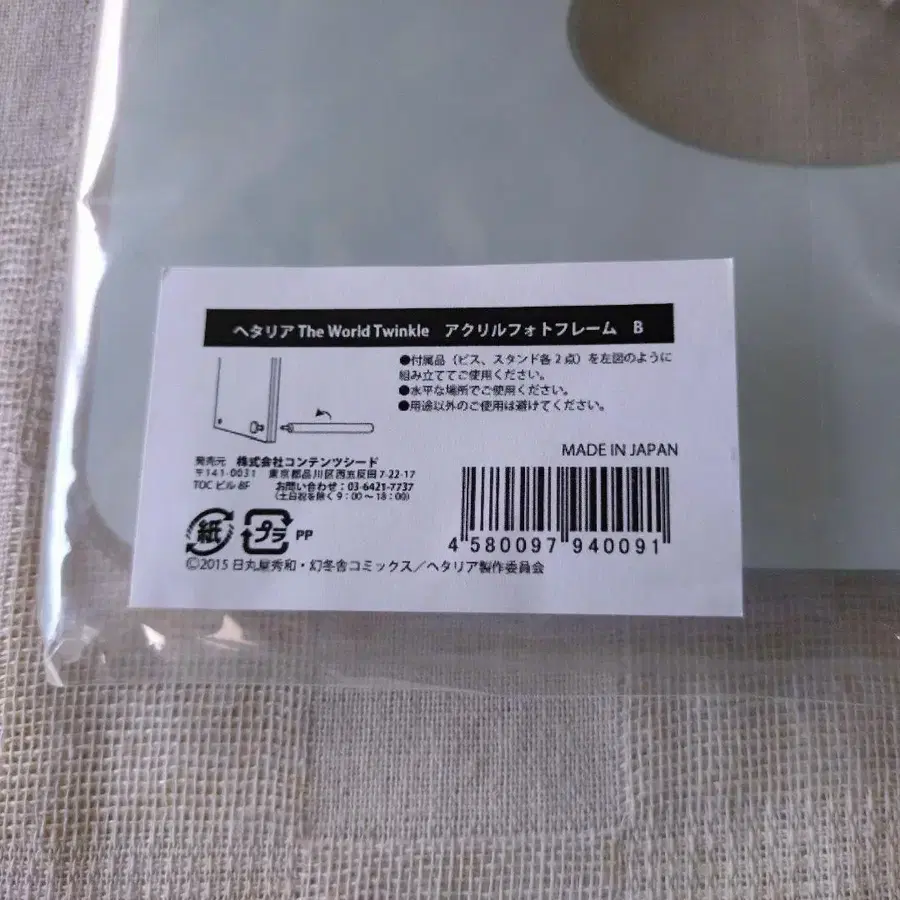 ヘタリア The World Twinkle アクリルフォトフレーム B
●付属品（ビス、スタンド各2点）を左図のように
組み立ててご使用ください。
●水平な場所でご使用ください。
●用途以外のご使用は避けてください。
MADE IN JAPAN
発売元 株式会社コンテンツシード
〒141-0031 東京都品川区西五反田7-22-17
TOC ビル 8F お問い合わせ：03-6421-7737
（土日祝を除く 9：00～18：00）
紙 プラ PP
4 580097 940091
©2015 日丸屋秀和・幻冬舎コミックス／ヘタリア製作委員会